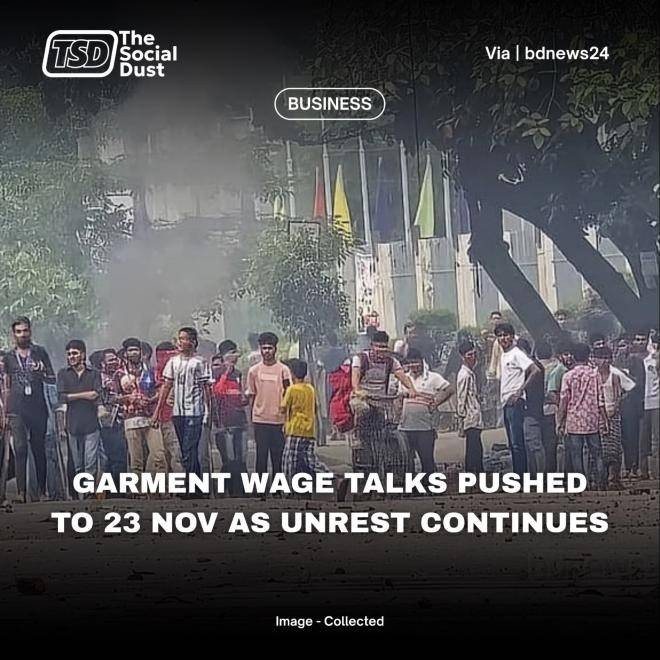 TSD
The
Social
Dust
Via | bdnews24
BUSINESS
GARMENT WAGE TALKS PUSHED
TO 23 NOV AS UNREST CONTINUES
Image - Collected